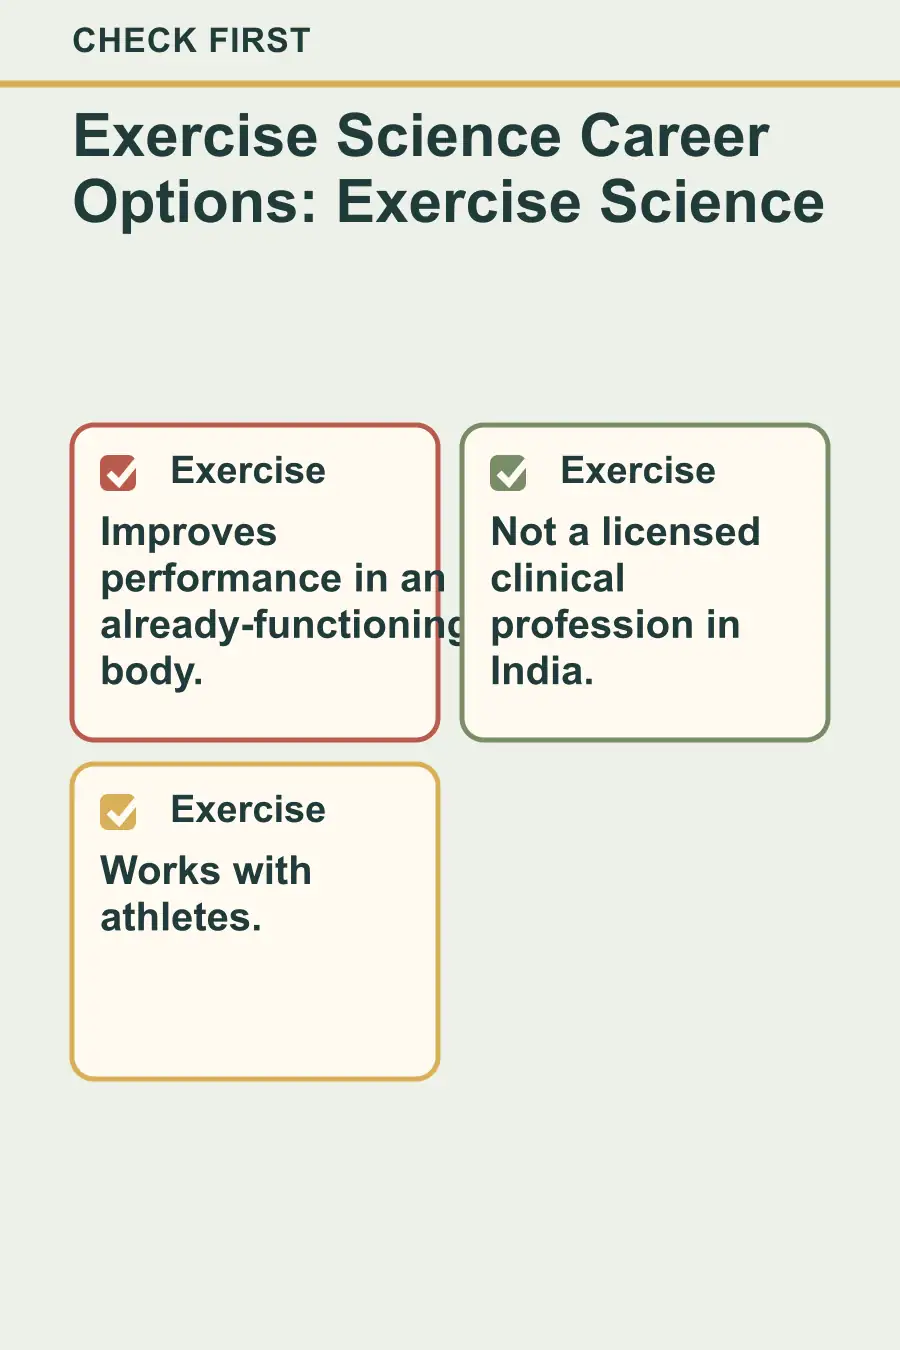 CHECK FIRST
Exercise Science Career
Options: Exercise Science
Exercise
Improves
performance in an
already-functioning
body.
Exercise
Not a licensed
clinical
profession in
India.
Exercise
Works with
athletes.